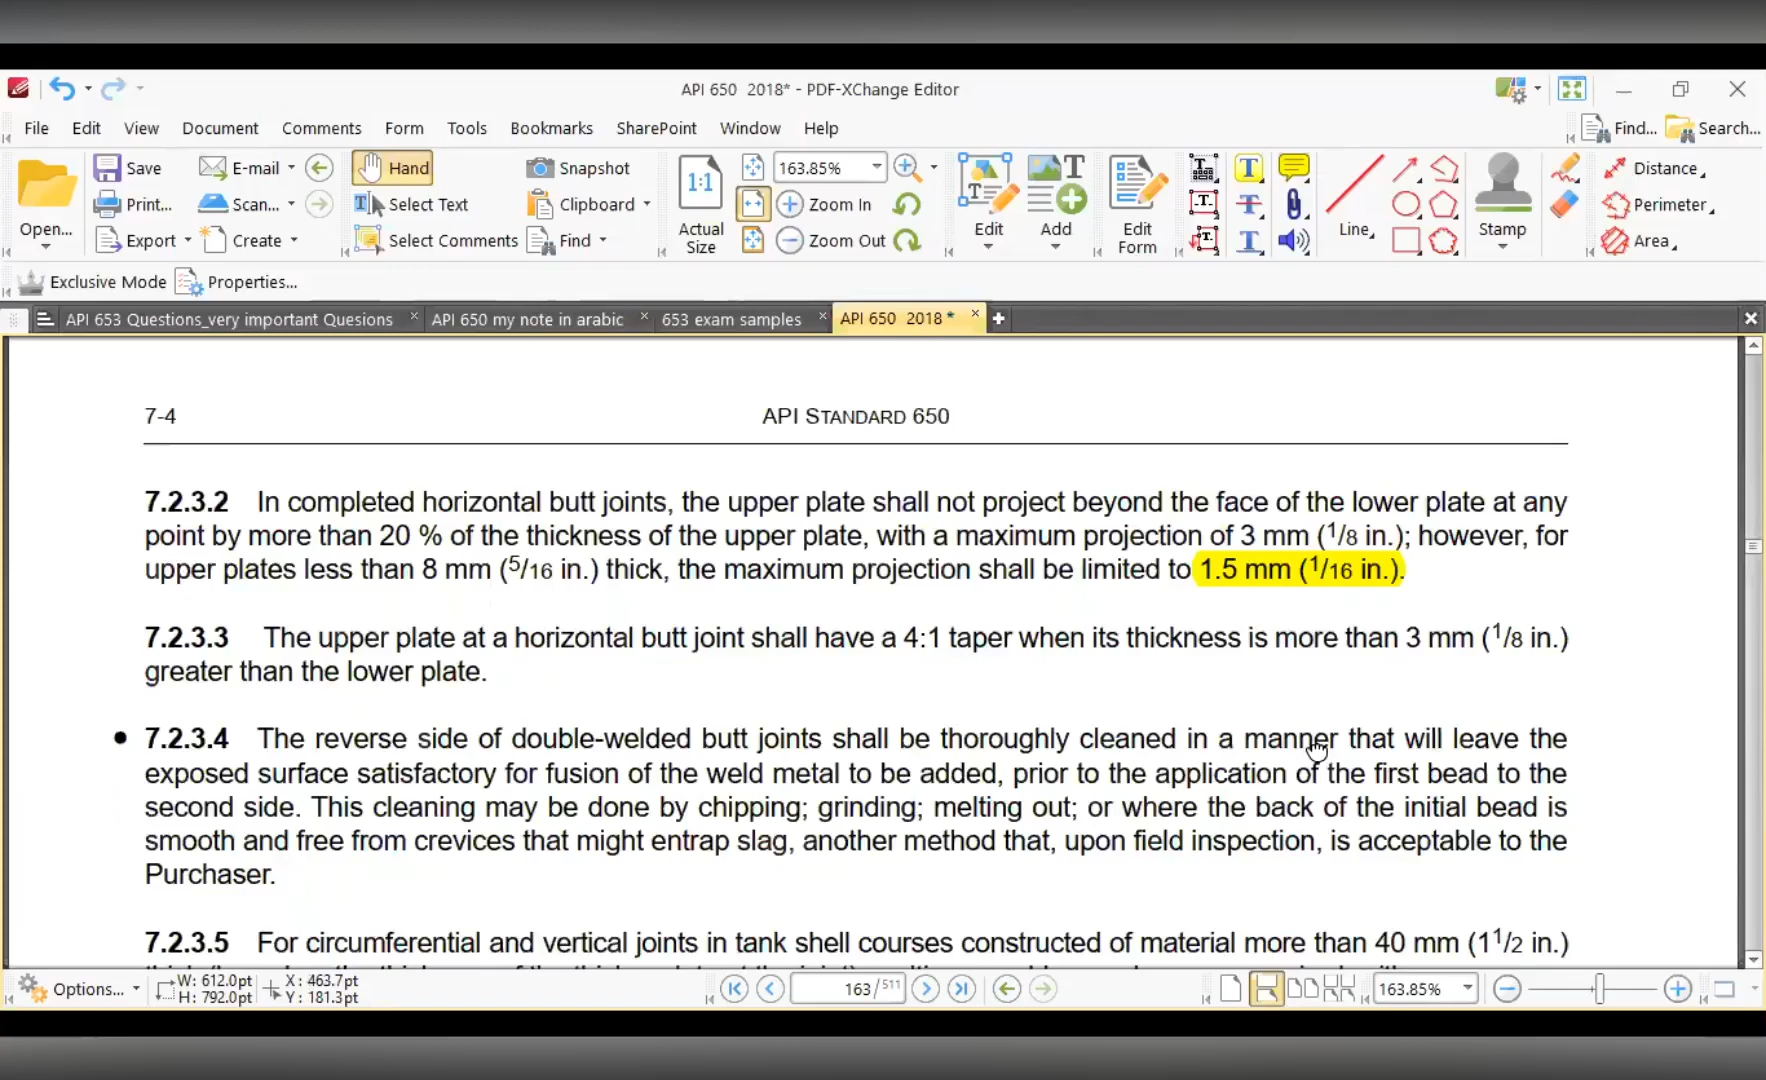 API 650 2018* - PDF-XChange Editor
File Edit View Document Comments Form Tools Bookmarks SharePoint Window Help
Find... Search...
Open...
Save E-mail
Print... Scan...
Export Create
Hand
Select Text
Select Comments
Snapshot
Clipboard
Find
1:1
Actual Size
163.85%
Zoom In
Zoom Out
Edit
Add
Edit Form
Line
Stamp
Distance
Perimeter
Area
Exclusive Mode Properties...
API 653 Questions_very important Quesions API 650 my note in arabic 653 exam samples API 650 2018 *
7-4 API STANDARD 650
7.2.3.2 In completed horizontal butt joints, the upper plate shall not project beyond the face of the lower plate at any
point by more than 20 % of the thickness of the upper plate, with a maximum projection of 3 mm (1/8 in.); however, for
upper plates less than 8 mm (5/16 in.) thick, the maximum projection shall be limited to 1.5 mm (1/16 in.).
7.2.3.3 The upper plate at a horizontal butt joint shall have a 4:1 taper when its thickness is more than 3 mm (1/8 in.)
greater than the lower plate.
• 7.2.3.4 The reverse side of double-welded butt joints shall be thoroughly cleaned in a manner that will leave the
exposed surface satisfactory for fusion of the weld metal to be added, prior to the application of the first bead to the
second side. This cleaning may be done by chipping; grinding; melting out; or where the back of the initial bead is
smooth and free from crevices that might entrap slag, another method that, upon field inspection, is acceptable to the
Purchaser.
7.2.3.5 For circumferential and vertical joints in tank shell courses constructed of material more than 40 mm (1 1/2 in.)
Options...
W: 612.0pt
H: 792.0pt
X: 463.7pt
Y: 181.3pt
163/511
163.85%